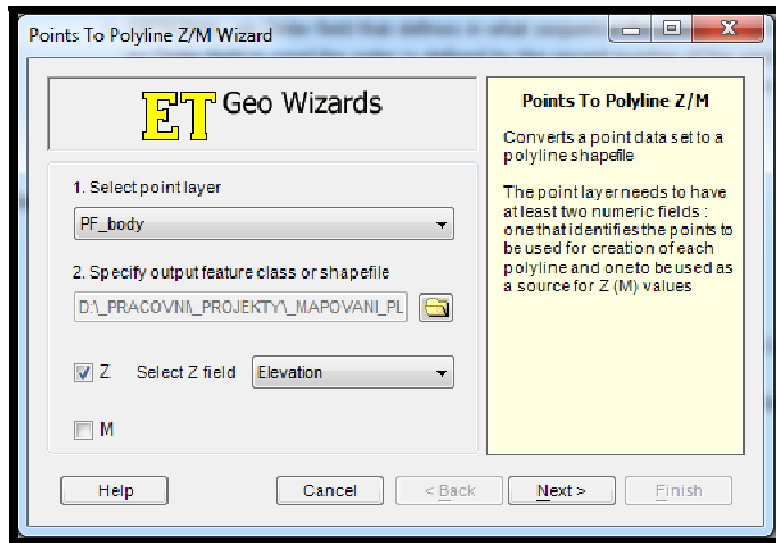 Points To Polyline Z/M Wizard
ET Geo Wizards
1. Select point layer
PF_body
2. Specify output feature class or shapefile
D:\_PRACOVNI\_PROJEKTY\_MAPOVANI_PL
Z Select Z field Elevation
M
Points To Polyline Z/M
Converts a point data set to a
polyline shapefile
The point layer needs to have
at least two numeric fields :
one that identifies the points to
be used for creation of each
polyline and one to be used as
a source for Z (M) values
Help Cancel < Back Next > Finish